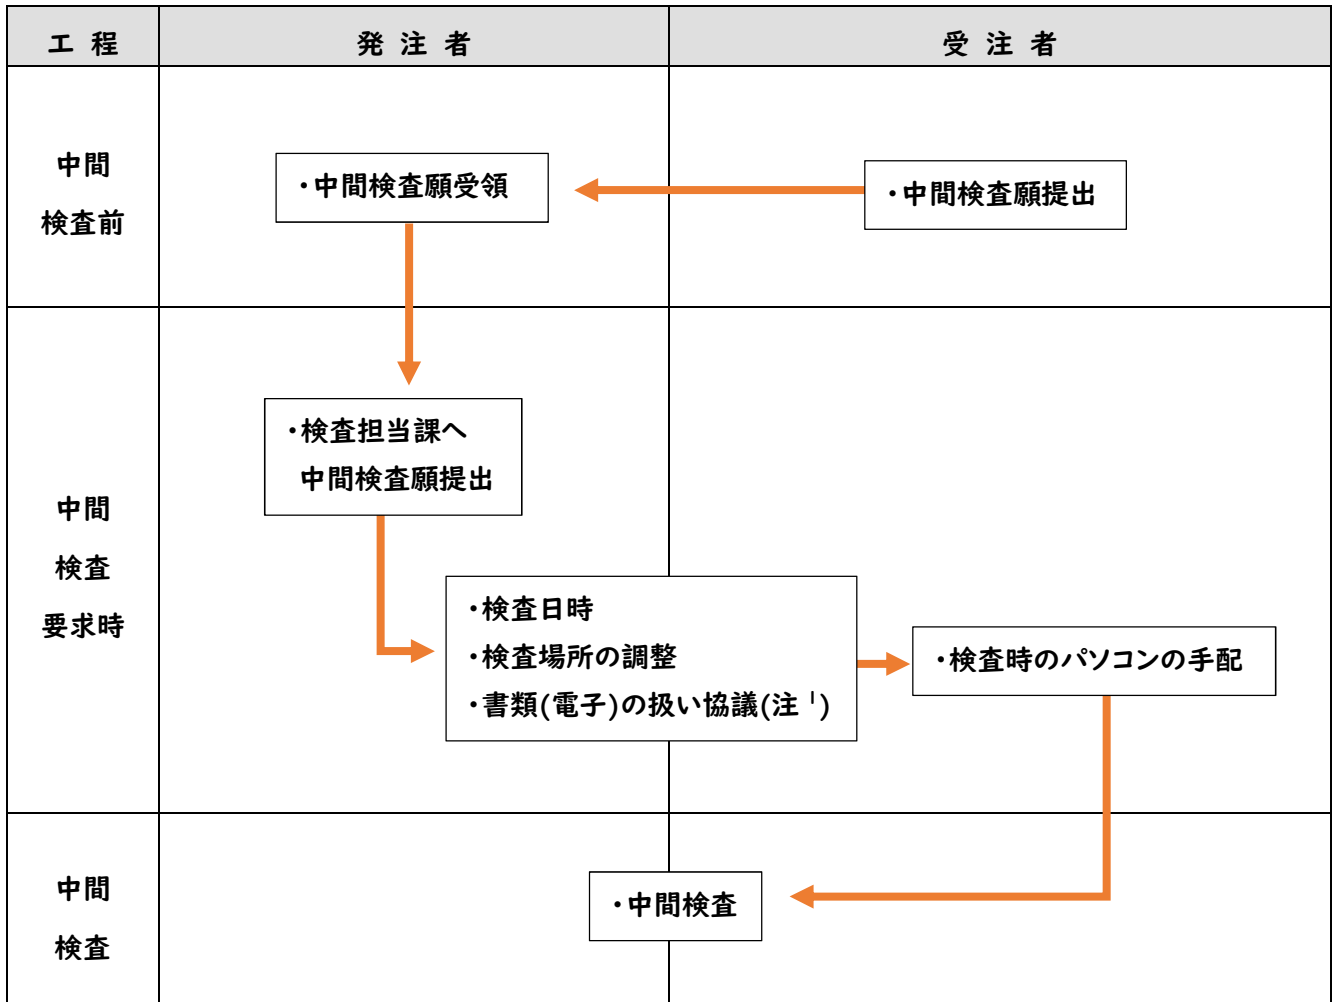 工 程
発 注 者
受 注 者
中間
検査前
・中間検査願受領
・中間検査願提出
中間
検査
要求時
・検査担当課へ
中間検査願提出
・検査日時
・検査場所の調整
・書類(電子)の扱い協議(注1)
・検査時のパソコンの手配
中間
検査
・中間検査